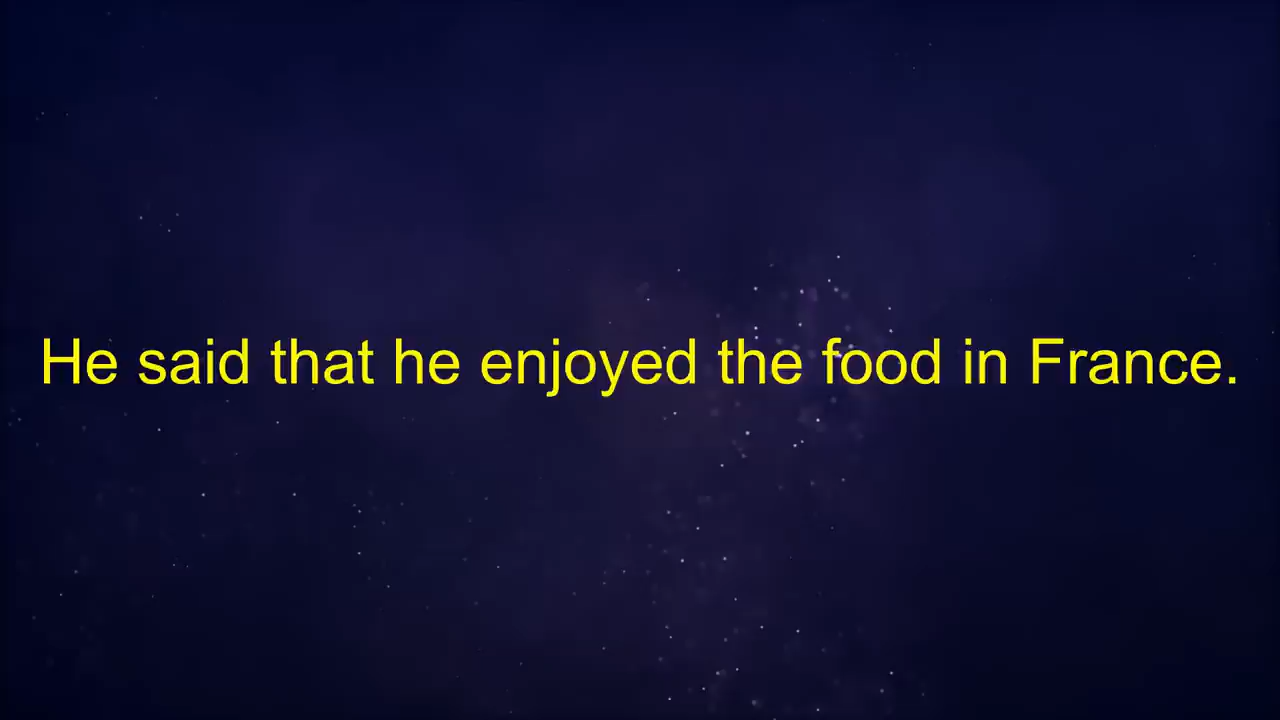 He said that he enjoyed the food in France.